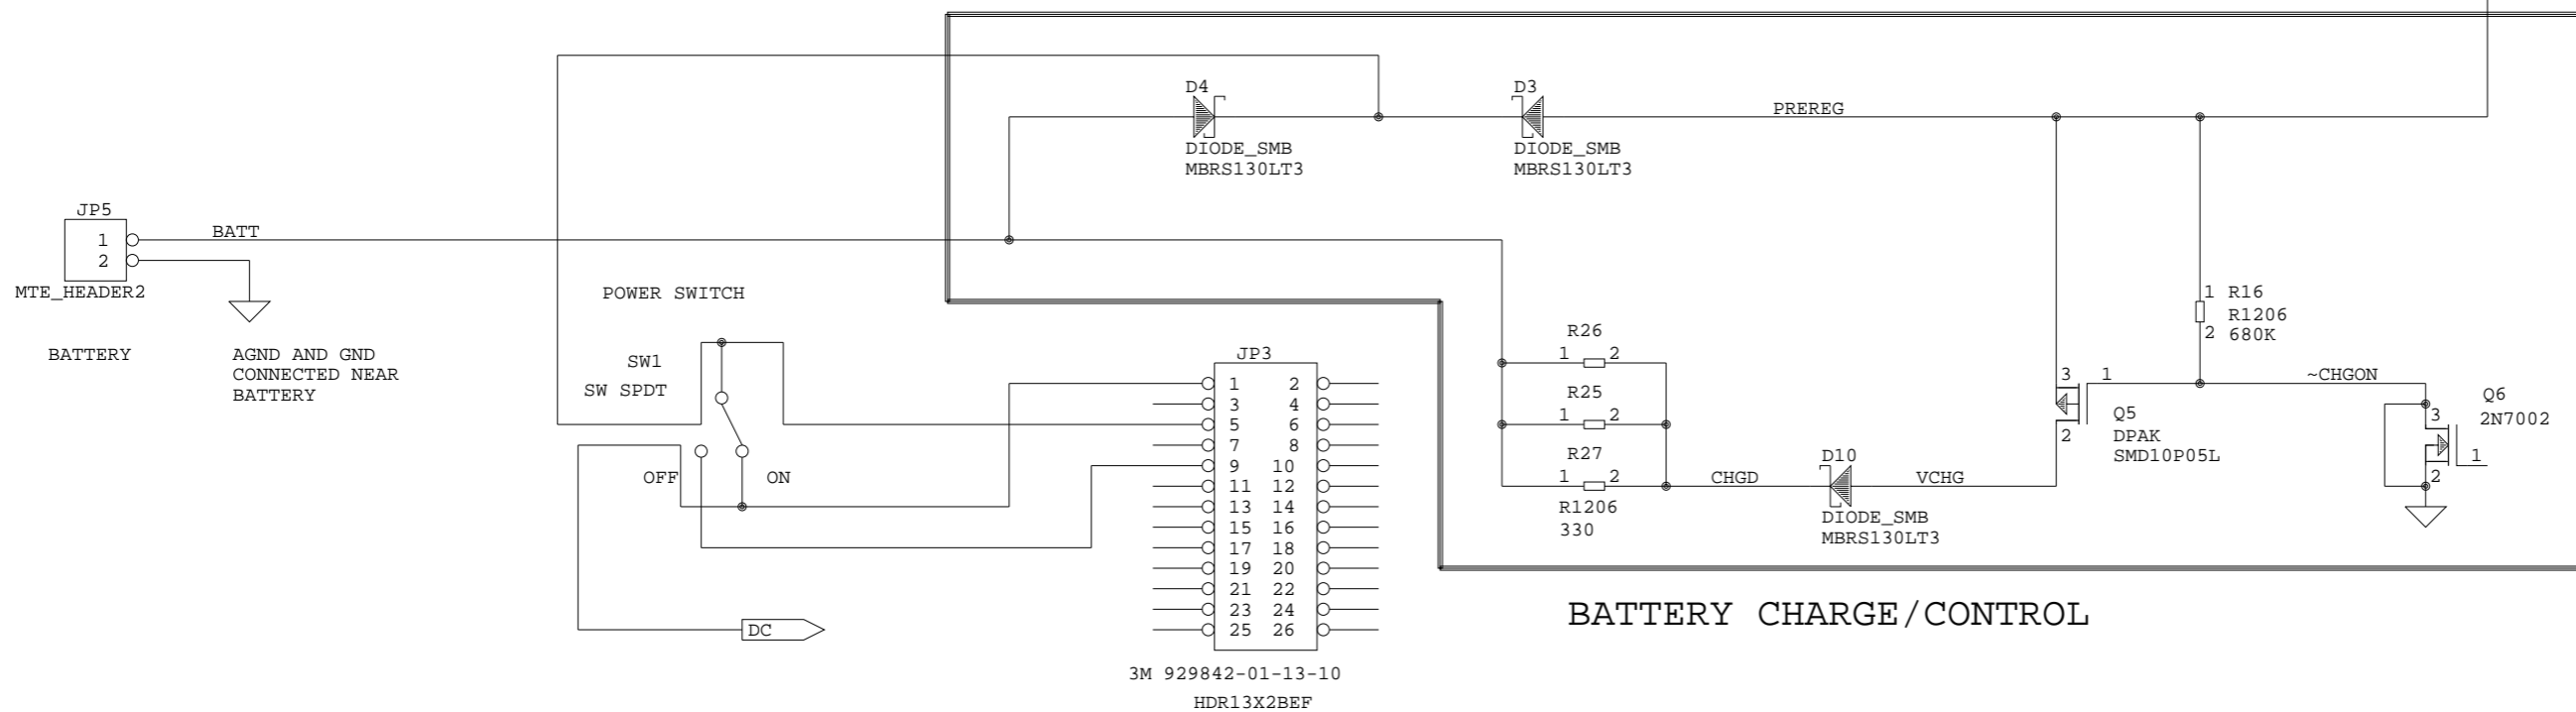 D4
DIODE_SMB
MBRS130LT3
D3
DIODE_SMB
MBRS130LT3
PREREG
JP5
1
2
MTE_HEADER2
BATT
BATTERY
AGND AND GND
CONNECTED NEAR
BATTERY
POWER SWITCH
SW1
SW SPDT
OFF
ON
DC
JP3
1 2
3 4
5 6
7 8
9 10
11 12
13 14
15 16
17 18
19 20
21 22
23 24
25 26
3M 929842-01-13-10
HDR13X2BEF
R26
1 2
R25
1 2
R27
1 2
R1206
330
CHGD
D10
DIODE_SMB
MBRS130LT3
VCHG
3
1
2
Q5
DPAK
SMD10P05L
1 R16
R1206
2 680K
~CHGON
Q6
2N7002
3
1
2
BATTERY CHARGE/CONTROL